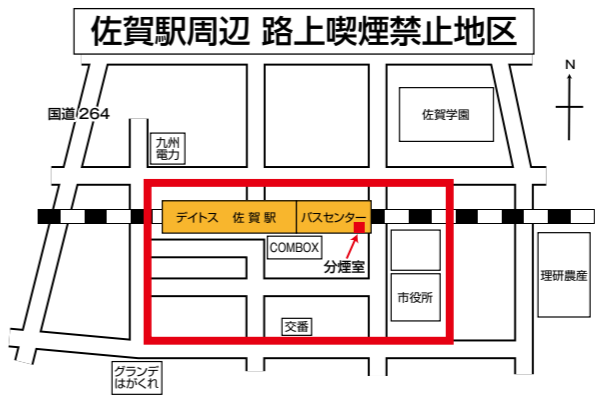 佐賀駅周辺 路上喫煙禁止地区
N
国道264
佐賀学園
九州
電力
デイトス 佐賀駅
バスセンター
COMBOX
分煙室
理研農産
市役所
交番
グランデ
はがくれ